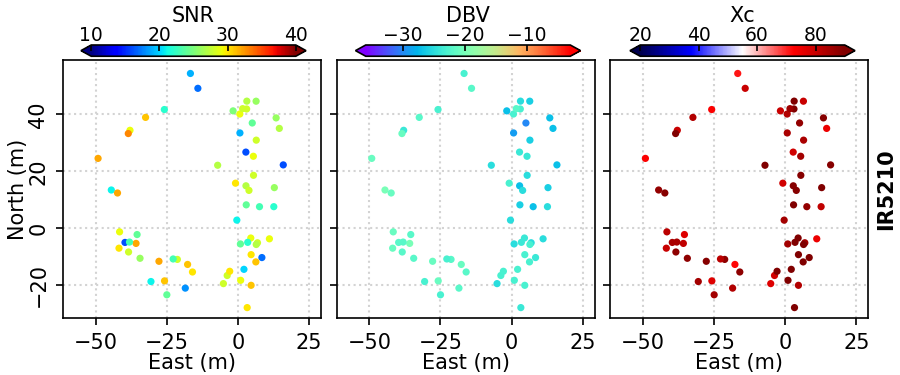 SNR DBV Xc
10 20 30 40 −30 −20 −10 20 40 60 80
North (m)
40
20
0
−20
IR5210
−50 0 25 −50 −25 0 25 −50 −25 0 25
East (m) East (m) East (m)